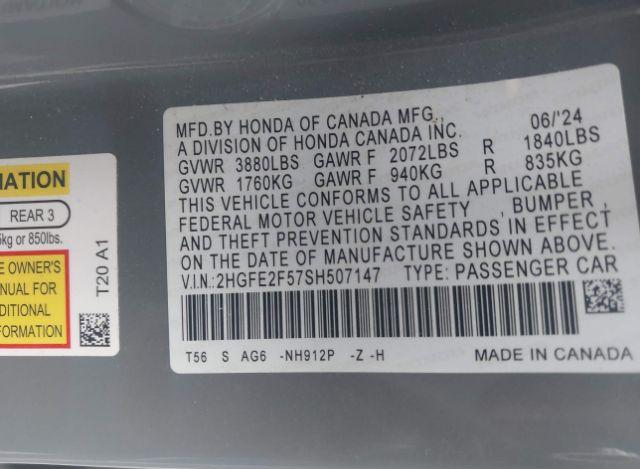 MATION
REAR 3
5kg or 850lbs.
E OWNER'S
NUAL FOR
DITIONAL
FORMATION
T20 A1
MFD.BY HONDA OF CANADA MFG., 06/'24
A DIVISION OF HONDA CANADA INC.
GVWR 3880LBS GAWR F 2072LBS R 1840LBS
GVWR 1760KG GAWR F 940KG R 835KG
THIS VEHICLE CONFORMS TO ALL APPLICABLE
FEDERAL MOTOR VEHICLE SAFETY , BUMPER ,
AND THEFT PREVENTION STANDARDS IN EFFECT
ON THE DATE OF MANUFACTURE SHOWN ABOVE.
V.I.N.:2HGFE2F57SH507147 TYPE: PASSENGER CAR
T56 S AG6 -NH912P -Z -H MADE IN CANADA